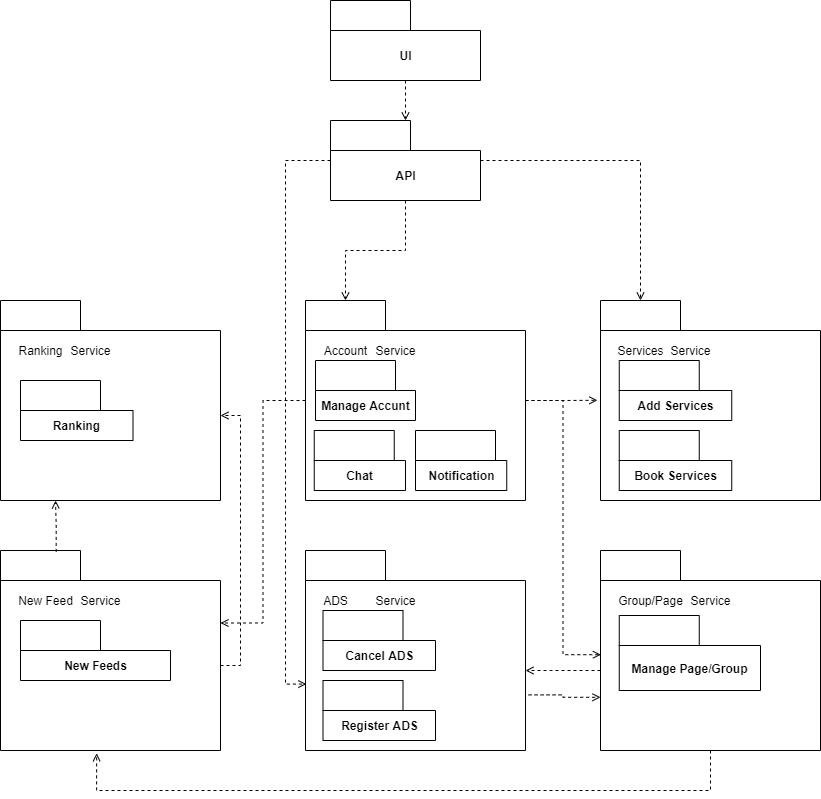 UI
API
Ranking Service
Ranking
Account Service
Manage Accunt
Chat
Notification
Services Service
Add Services
Book Services
New Feed Service
New Feeds
ADS Service
Cancel ADS
Register ADS
Group/Page Service
Manage Page/Group